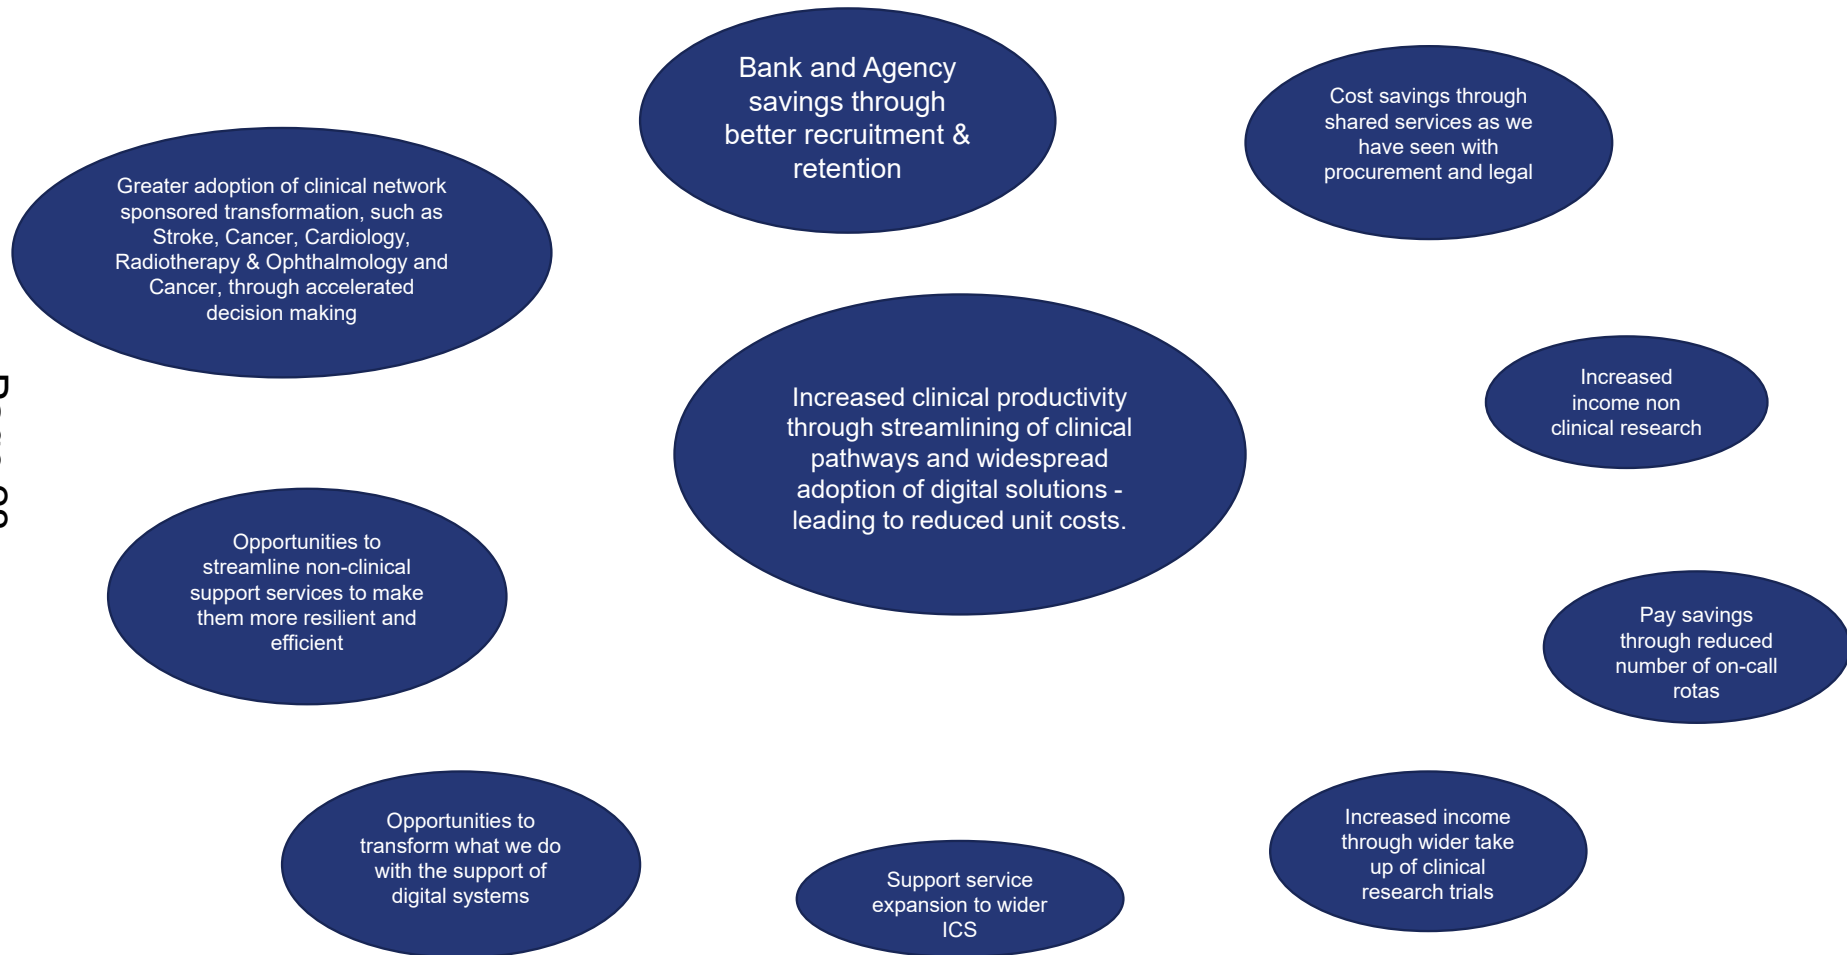 Bank and Agency
savings through
better recruitment &
retention
Cost savings through
shared services as we
have seen with
procurement and legal
Greater adoption of clinical network
sponsored transformation, such as
Stroke, Cancer, Cardiology,
Radiotherapy & Ophthalmology and
Cancer, through accelerated
decision making
Increased clinical productivity
through streamlining of clinical
pathways and widespread
adoption of digital solutions -
leading to reduced unit costs.
Increased
income non
clinical research
Opportunities to
streamline non-clinical
support services to make
them more resilient and
efficient
Pay savings
through reduced
number of on-call
rotas
Opportunities to
transform what we do
with the support of
digital systems
Support service
expansion to wider
ICS
Increased income
through wider take
up of clinical
research trials